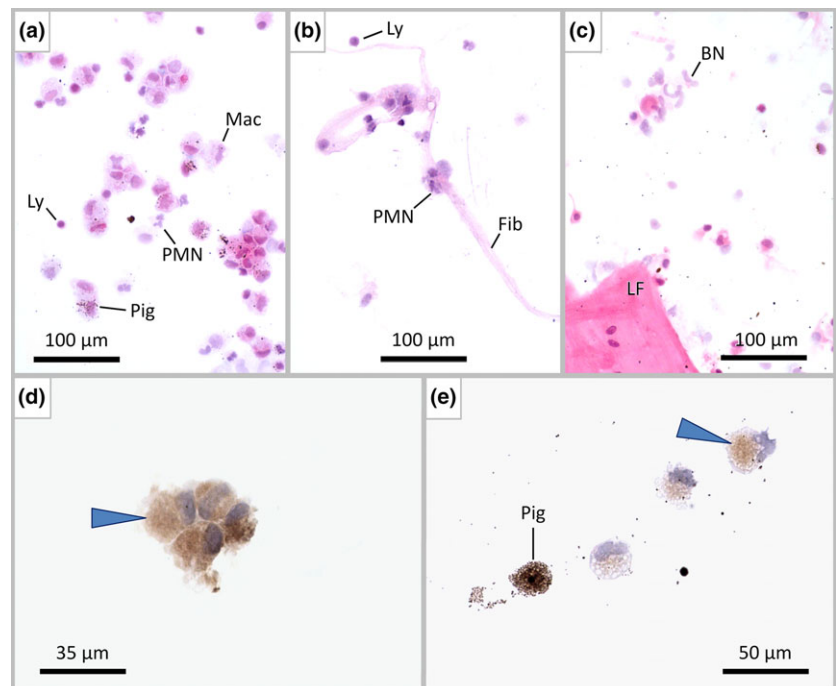 (a)
Mac
Ly
PMN
Pig
100 µm
(b)
Ly
PMN
Fib
100 µm
(c)
BN
LF
100 µm
(d)
35 µm
(e)
Pig
50 µm